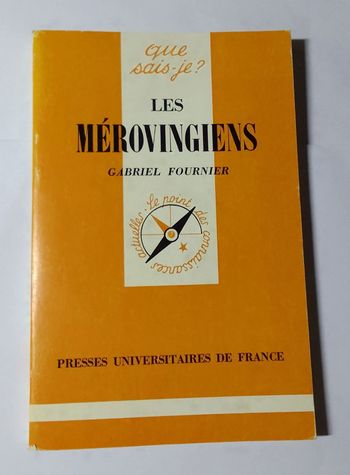 que
sais-je?
LES
MÉROVINGIENS
GABRIEL FOURNIER
Le point des connaissances actuelles
PRESSES UNIVERSITAIRES DE FRANCE